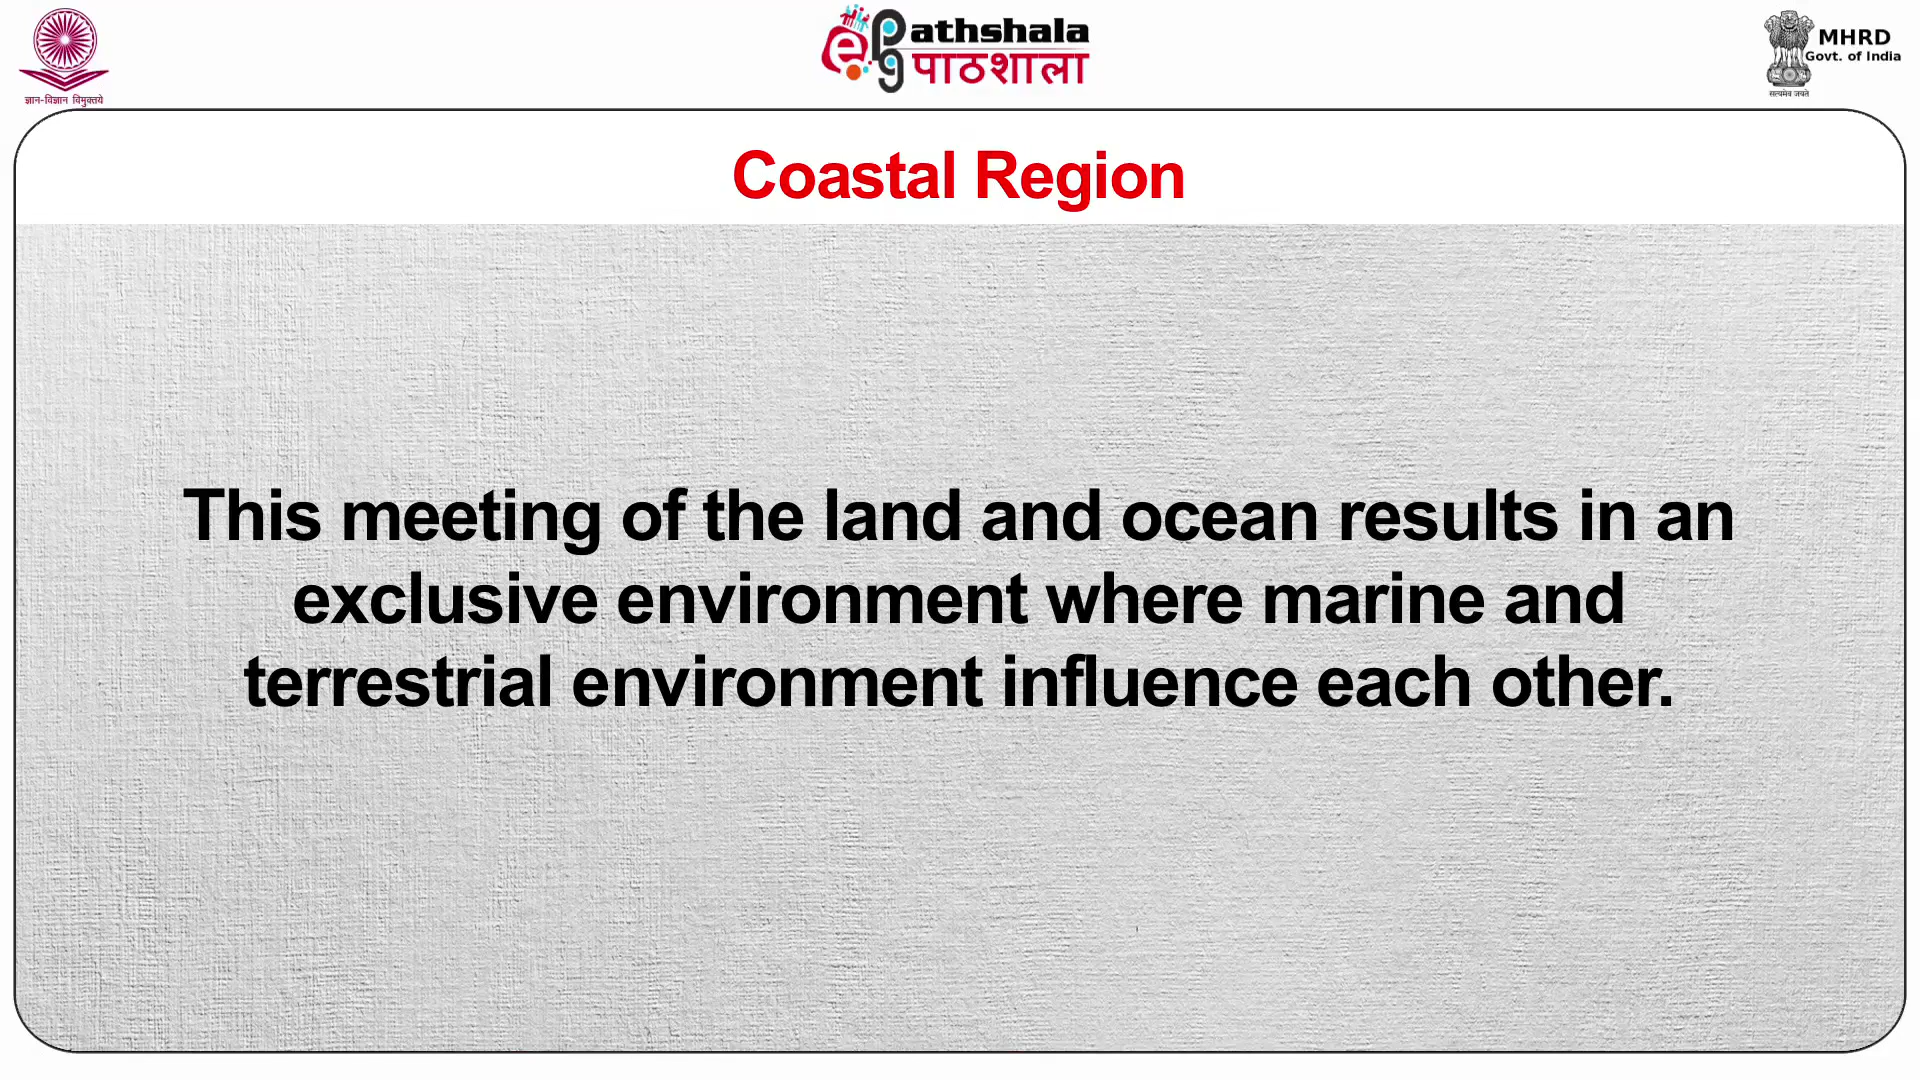 ज्ञान-विज्ञान विमुक्तये
ePathshala
पाठशाला
MHRD
Govt. of India
सत्यमेव जयते
Coastal Region
This meeting of the land and ocean results in an
exclusive environment where marine and
terrestrial environment influence each other.